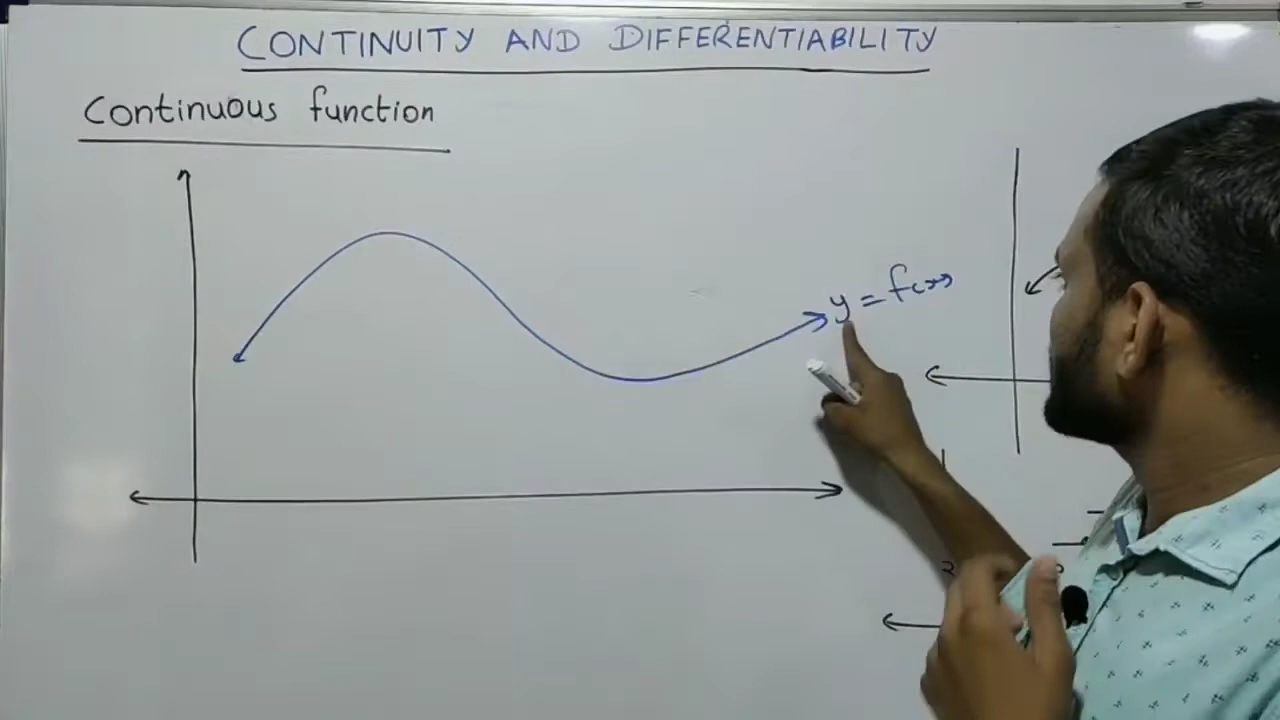 CONTINUITY AND DIFFERENTIABILITY
Continuous function
y = f(x)